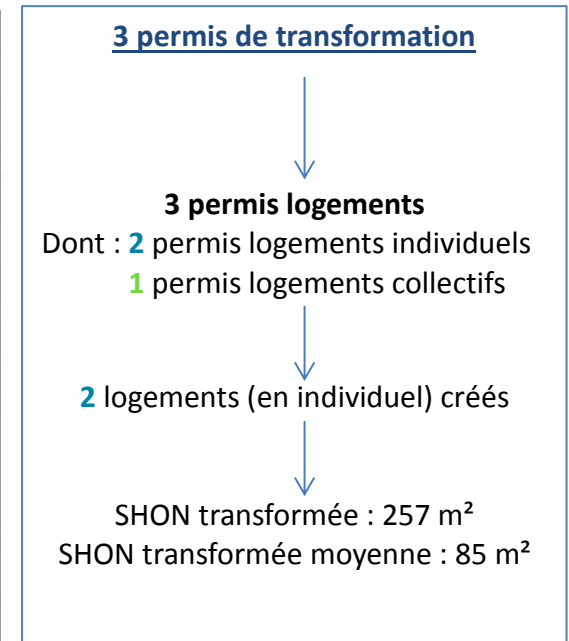 3 permis de transformation
3 permis logements
Dont : 2 permis logements individuels
1 permis logements collectifs
2 logements (en individuel) créés
SHON transformée : 257 m²
SHON transformée moyenne : 85 m²